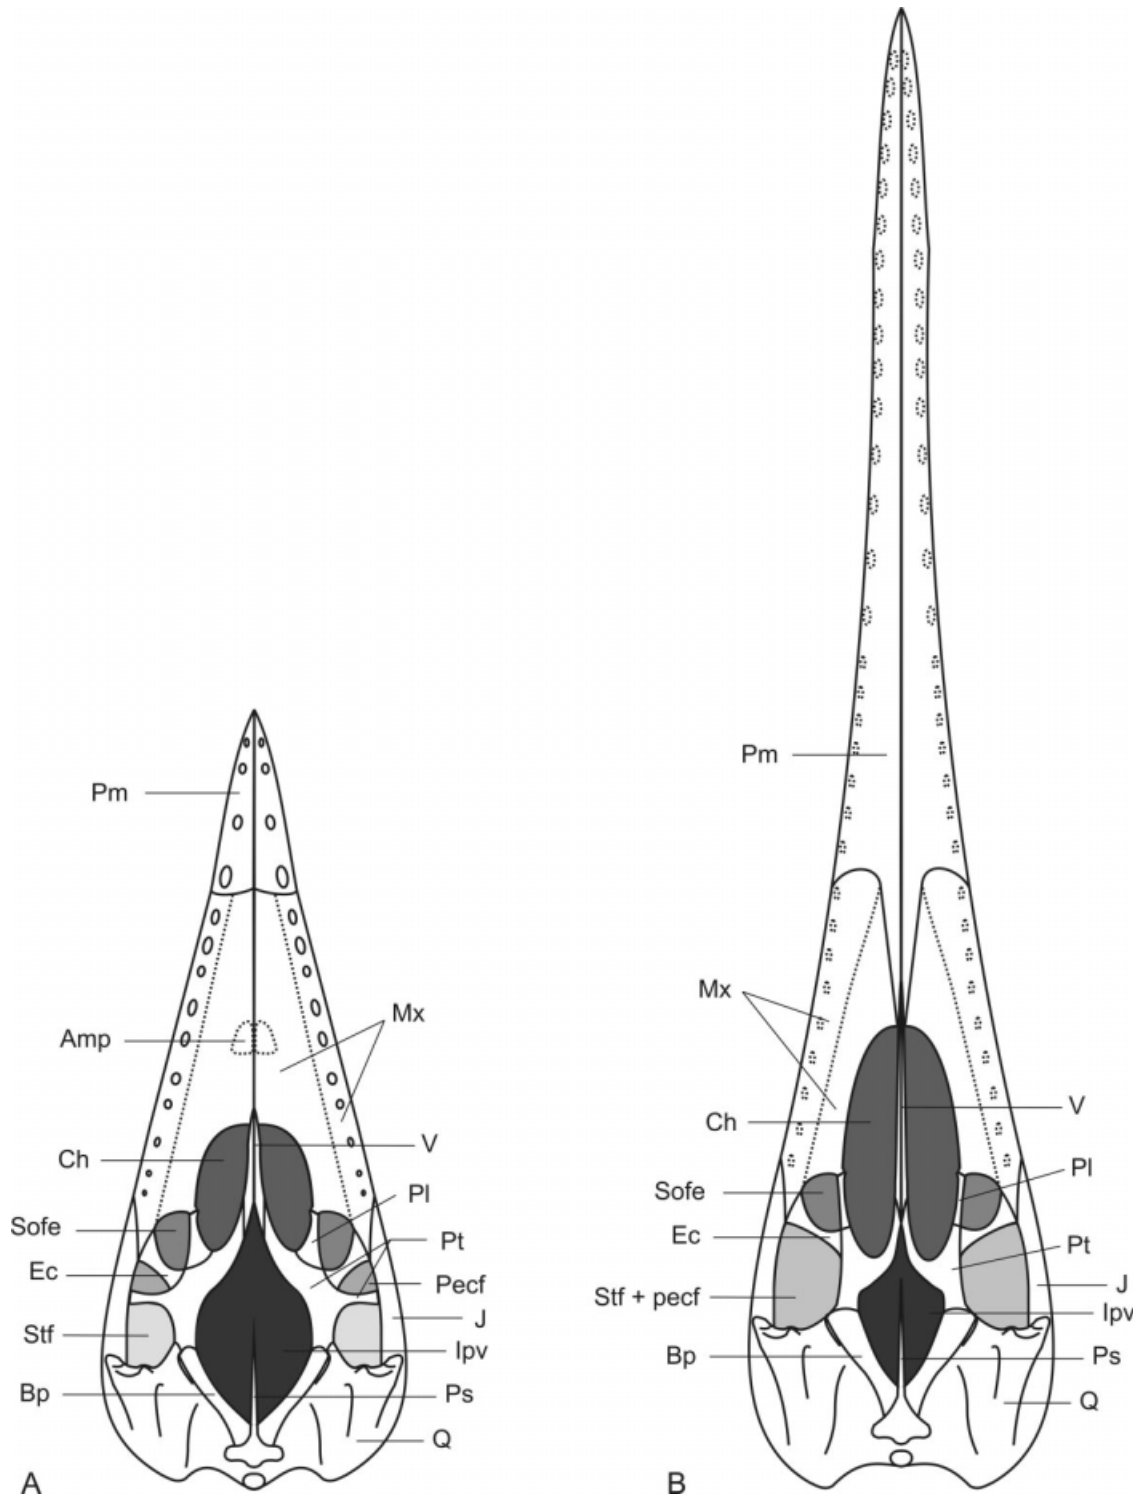 Pm
Amp
Mx
Ch
V
Pl
Sofe
Pt
Ec
Pecf
J
Stf
Ipv
Bp
Ps
Q
A
Pm
Mx
Ch
V
Pl
Sofe
Ec
Pt
J
Stf + pecf
Ipv
Bp
Ps
Q
B